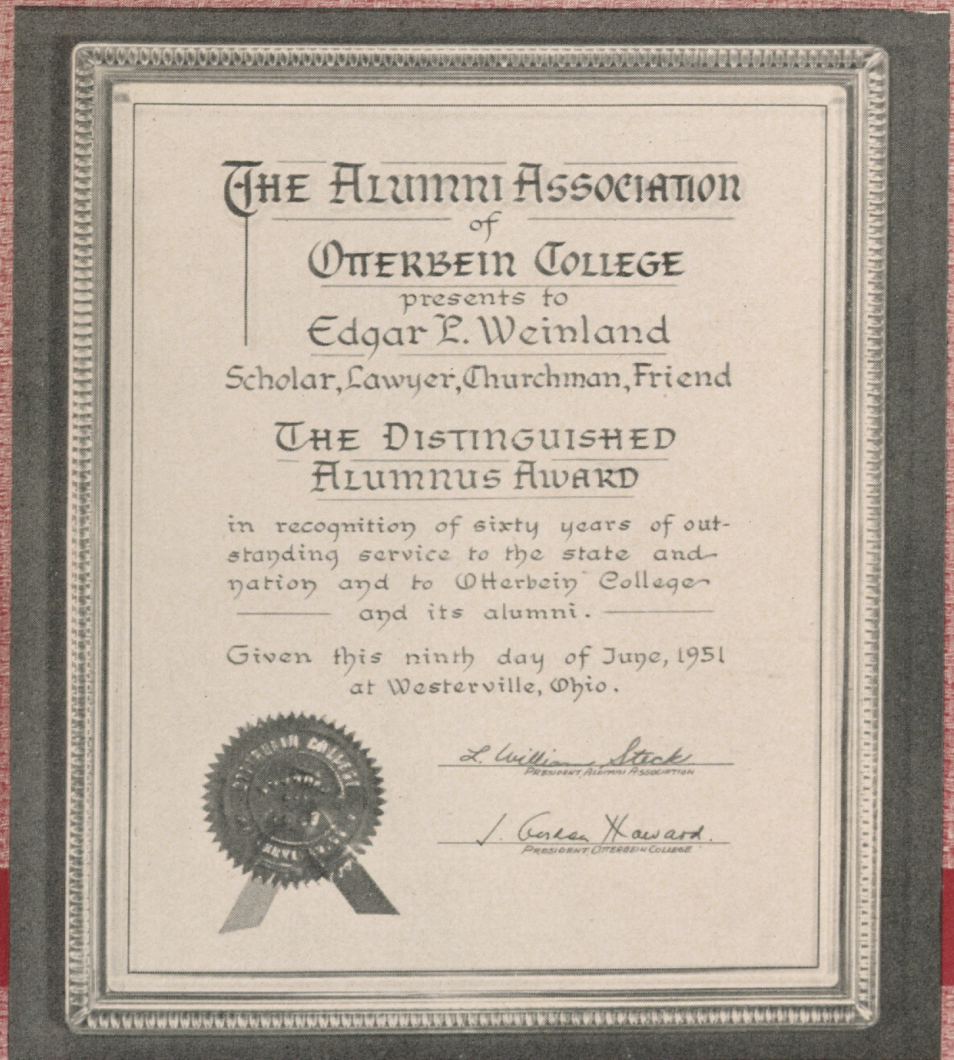 THE ALUMNI ASSOCIATION
of
OTTERBEIN COLLEGE
presents to
Edgar L. Weinland
Scholar, Lawyer, Churchman, Friend
THE DISTINGUISHED
ALUMNUS AWARD
in recognition of sixty years of out-
standing service to the state and
nation and to Otterbein College
and its alumni.
Given this ninth day of June, 1951
at Westerville, Ohio.
L. William Steck
PRESIDENT, ALUMNI ASSOCIATION
J. Gordon Howard.
PRESIDENT OTTERBEIN COLLEGE
OTTERBEIN COLLEGE